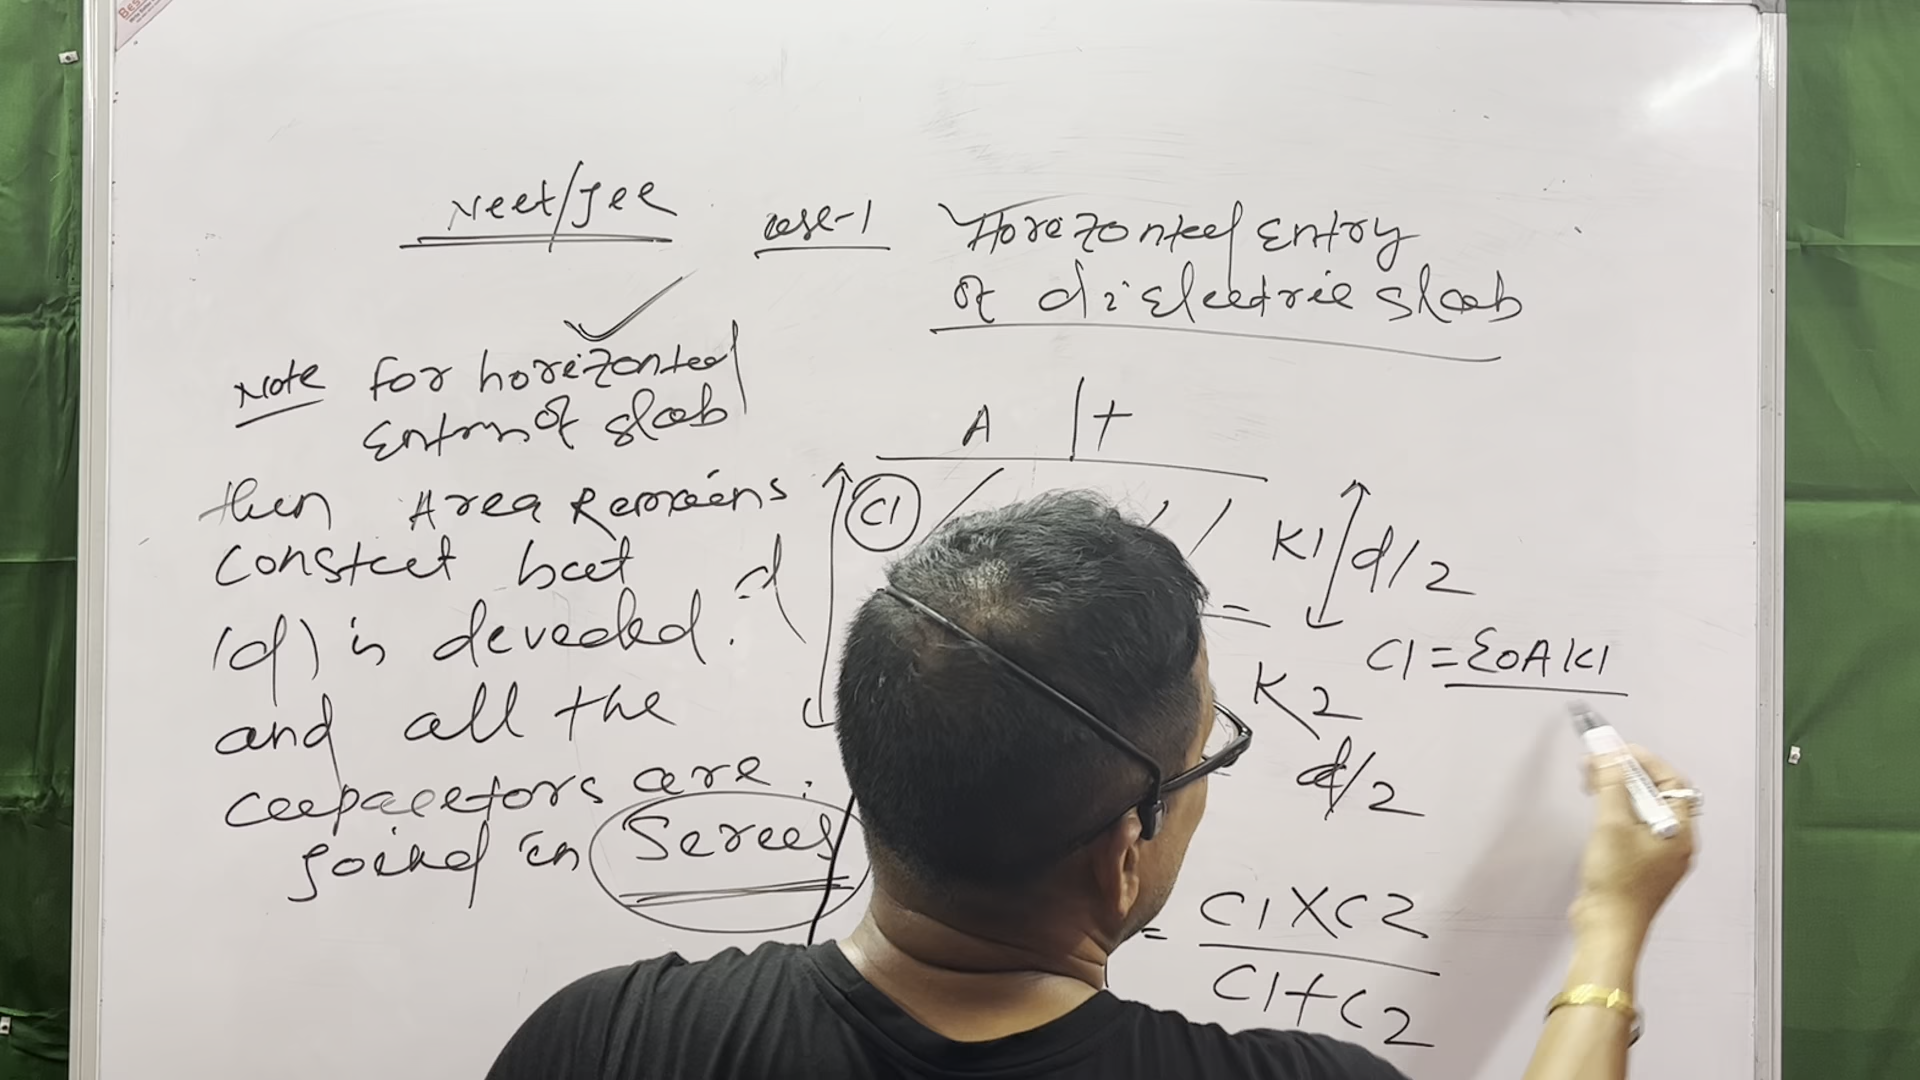 Neet/Jee
case-1 Horizontal Entry
of dielectric slab
Note for horizontal
Entry of slab
then Area Remains
constant but
(d) is devided.
and all the
capacitors are
joined in Series
A +
C1
d
K1 d/2
=
C1 = ε0AK1
K2
d/2
= C1XC2
C1+C2